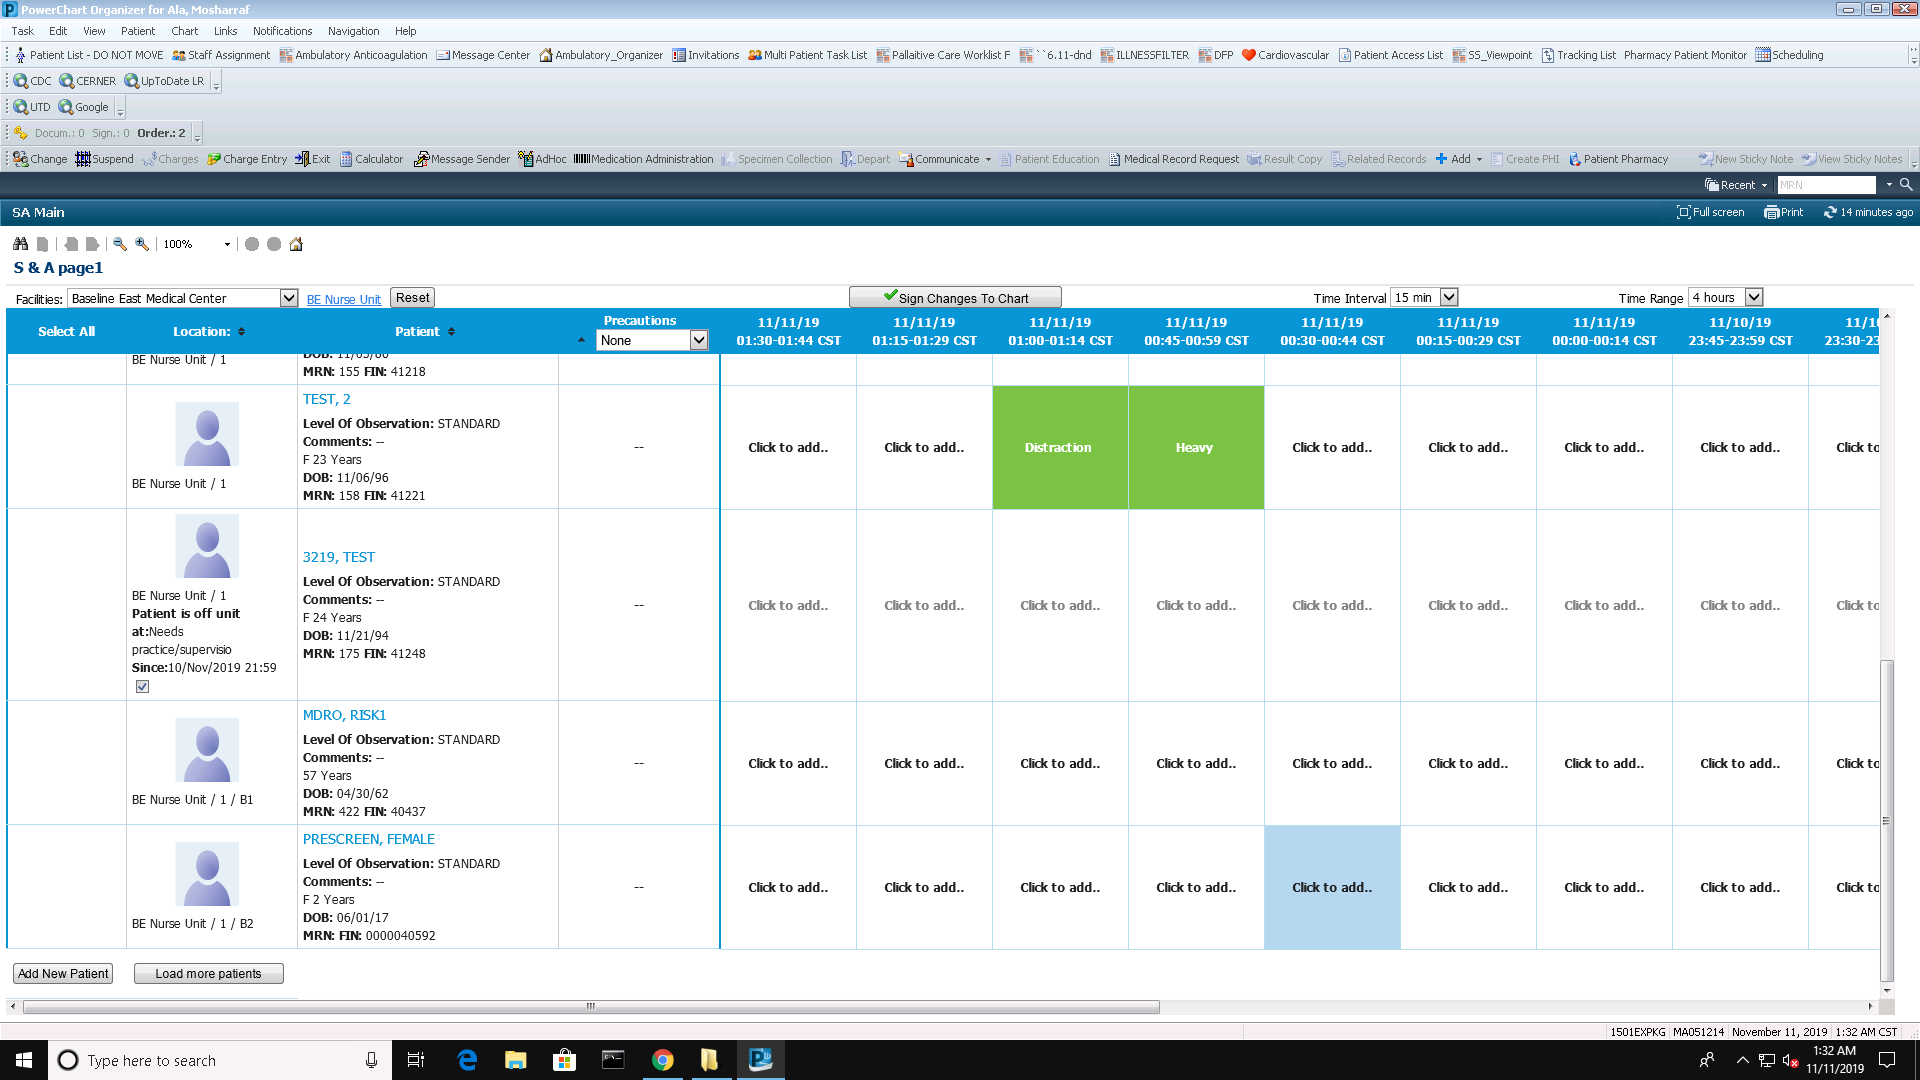 PowerChart Organizer for Ala, Mosharraf
Task Edit View Patient Chart Links Notifications Navigation Help
Patient List - DO NOT MOVE Staff Assignment Ambulatory Anticoagulation Message Center Ambulatory_Organizer Invitations Multi Patient Task List Pallaitive Care Worklist F ``6.11-dnd ILLNESSFILTER DFP Cardiovascular Patient Access List SS_Viewpoint Tracking List Pharmacy Patient Monitor Scheduling
CDC CERNER UpToDate LR
UTD Google
Docum.: 0 Sign.: 0 Order.: 2
Change Suspend Charges Charge Entry Exit Calculator Message Sender AdHoc Medication Administration Specimen Collection Depart Communicate Patient Education Medical Record Request Result Copy Related Records Add Create PHI Patient Pharmacy New Sticky Note View Sticky Notes
Recent MRN
SA Main Full screen Print 14 minutes ago
100%
S & A page1
Facilities: Baseline East Medical Center BE Nurse Unit Reset Sign Changes To Chart Time Interval 15 min Time Range 4 hours
Select All Location: Patient Precautions None
11/11/19 11/11/19 11/11/19 11/11/19 11/11/19 11/11/19 11/11/19 11/10/19 11/10
01:30-01:44 CST 01:15-01:29 CST 01:00-01:14 CST 00:45-00:59 CST 00:30-00:44 CST 00:15-00:29 CST 00:00-00:14 CST 23:45-23:59 CST 23:30-23
BE Nurse Unit / 1
MRN: 155 FIN: 41218
TEST, 2
Level Of Observation: STANDARD
Comments: --
F 23 Years
DOB: 11/06/96
MRN: 158 FIN: 41221
BE Nurse Unit / 1
-- Click to add.. Click to add.. Distraction Heavy Click to add.. Click to add.. Click to add.. Click to add.. Click to
BE Nurse Unit / 1
Patient is off unit
at:Needs
practice/supervisio
Since:10/Nov/2019 21:59
3219, TEST
Level Of Observation: STANDARD
Comments: --
F 24 Years
DOB: 11/21/94
MRN: 175 FIN: 41248
-- Click to add.. Click to add.. Click to add.. Click to add.. Click to add.. Click to add.. Click to add.. Click to add.. Click to
MDRO, RISK1
Level Of Observation: STANDARD
Comments: --
57 Years
DOB: 04/30/62
MRN: 422 FIN: 40437
BE Nurse Unit / 1 / B1
-- Click to add.. Click to add.. Click to add.. Click to add.. Click to add.. Click to add.. Click to add.. Click to add.. Click to
PRESCREEN, FEMALE
Level Of Observation: STANDARD
Comments: --
F 2 Years
DOB: 06/01/17
MRN: FIN: 0000040592
BE Nurse Unit / 1 / B2
-- Click to add.. Click to add.. Click to add.. Click to add.. Click to add.. Click to add.. Click to add.. Click to add.. Click to
Add New Patient Load more patients
1501EXPKG MA051214 November 11, 2019 1:32 AM CST
Type here to search
1:32 AM
11/11/2019